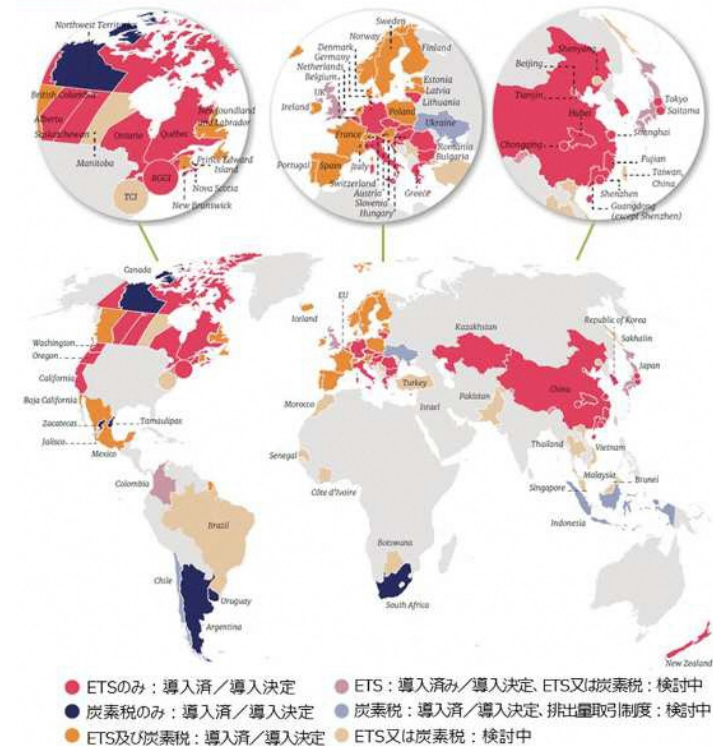 Northwest Territ
British Columbia
Alberta
Saskatchewan
Manitoba
Ontario
Québec
Newfoundland
and Labrador
Prince Edward
Island
Nova Scotia
New Brunswick
RGGI
TCI
Sweden
Norway
Denmark
Germany
Netherlands
Belgium
UK
Ireland
Finland
Estonia
Latvia
Lithuania
Poland
Ukraine
France
Romania
Bulgaria
Portugal
Spain
Italy
Switzerland
Austria
Slovenia
Hungary
Greece
Shenyang
Beijing
Tianjin
Hubei
Chongqing
Tokyo
Saitama
Shanghai
Fujian
Taiwan,
China
Shenzhen
Guangdong
(except Shenzhen)
Canada
Washington
Oregon
California
Baja California
Zacatecas
Jalisco
Mexico
Tamaulipas
Colombia
Brazil
Chile
Uruguay
Argentina
EU
Iceland
Morocco
Senegal
Côte d'Ivoire
Turkey
Israel
Botswana
South Africa
Kazakhstan
Pakistan
China
Republic of Korea
Sakhalin
Japan
Thailand
Vietnam
Malaysia
Brunei
Singapore
Indonesia
New Zealand
ETSのみ：導入済／導入決定
炭素税のみ：導入済／導入決定
ETS及び炭素税：導入済／導入決定
ETS：導入済み／導入決定、ETS又は炭素税：検討中
炭素税：導入済／導入決定、排出量取引制度：検討中
ETS又は炭素税：検討中